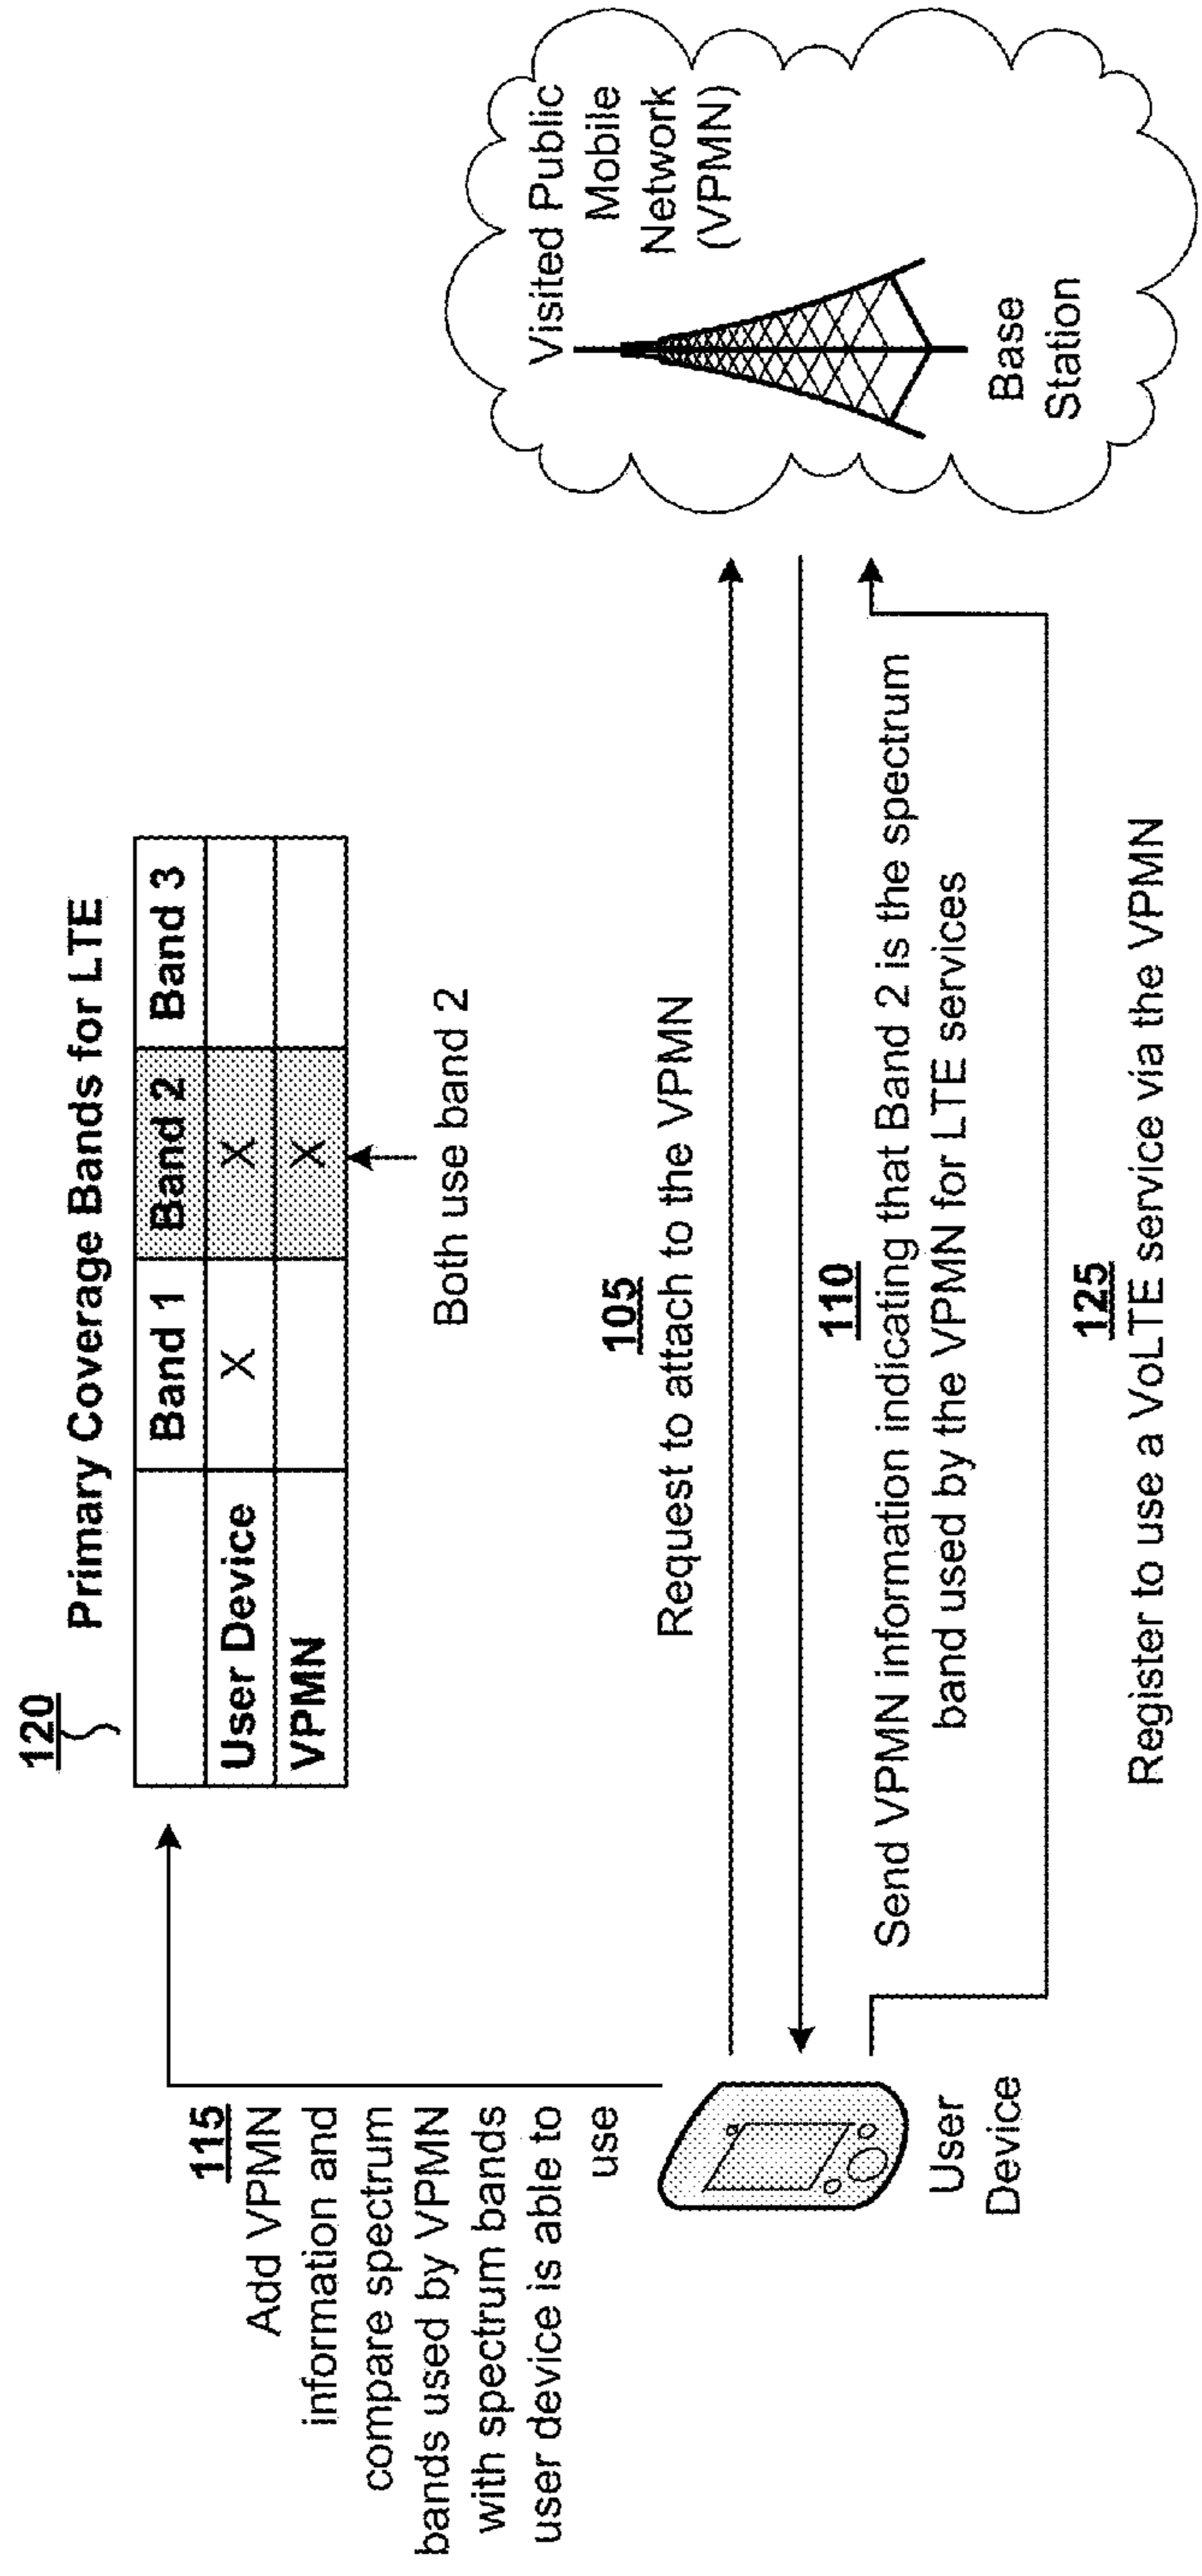 120
Primary Coverage Bands for LTE
Band 1 Band 2 Band 3
User Device X X
VPMN X
Both use band 2
115
Add VPMN
information and
compare spectrum
bands used by VPMN
with spectrum bands
user device is able to
use
105
Request to attach to the VPMN
110
Send VPMN information indicating that Band 2 is the spectrum
band used by the VPMN for LTE services
125
Register to use a VoLTE service via the VPMN
User
Device
Visited Public
Mobile
Network
(VPMN)
Base
Station